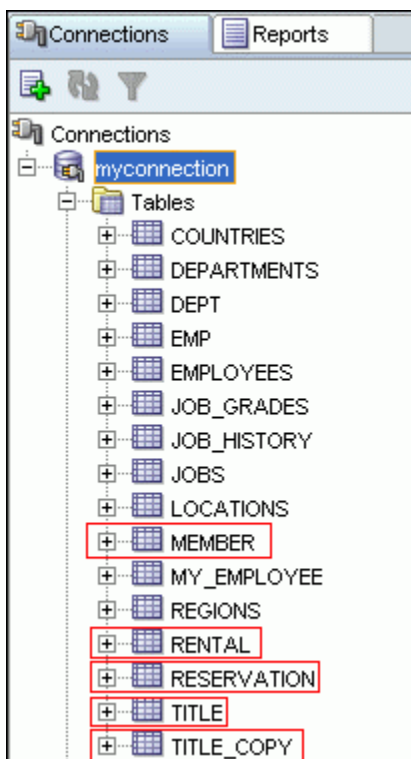 Connections Reports
Connections
myconnection
Tables
COUNTRIES
DEPARTMENTS
DEPT
EMP
EMPLOYEES
JOB_GRADES
JOB_HISTORY
JOBS
LOCATIONS
MEMBER
MY_EMPLOYEE
REGIONS
RENTAL
RESERVATION
TITLE
TITLE_COPY